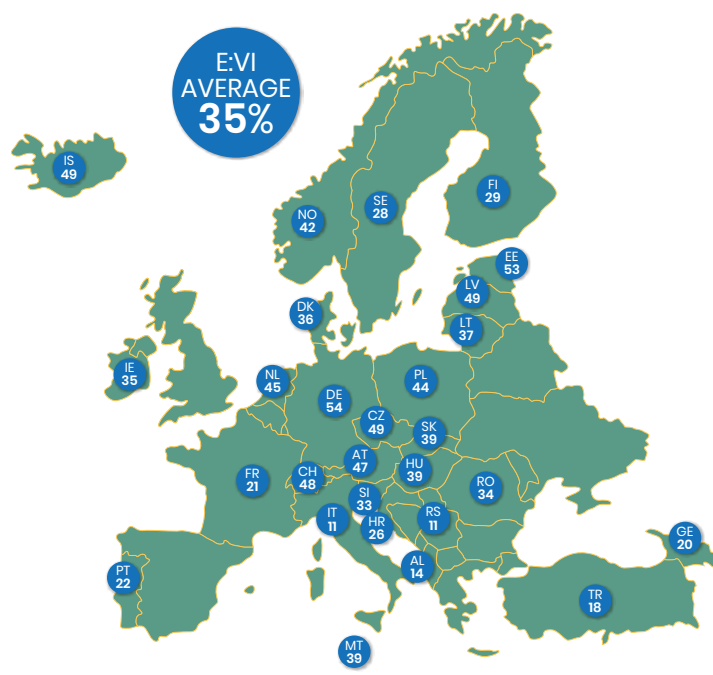 E:VI
AVERAGE
35%
IS
49
FI
29
SE
28
NO
42
EE
53
LV
49
DK
36
LT
37
IE
35
NL
45
PL
44
DE
54
CZ
49
SK
39
AT
47
HU
39
CH
48
FR
21
RO
34
SI
33
IT
11
HR
26
RS
11
GE
20
AL
14
PT
22
TR
18
MT
39